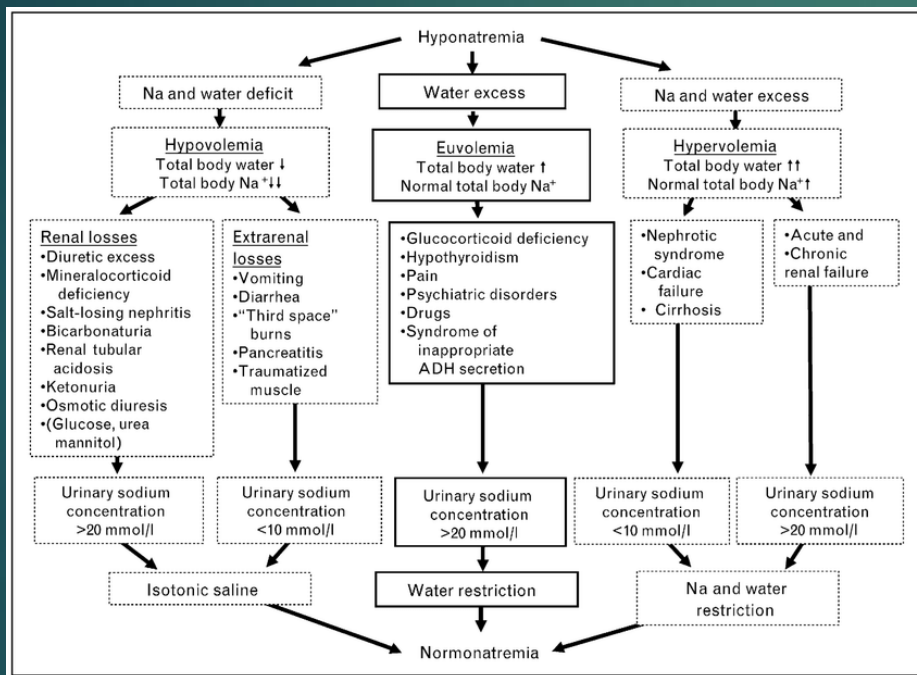 Hyponatremia
Na and water deficit
Water excess
Na and water excess
Hypovolemia
Total body water ↓
Total body Na⁺↓↓
Euvolemia
Total body water ↑
Normal total body Na⁺
Hypervolemia
Total body water ↑↑
Normal total body Na⁺↑
Renal losses
•Diuretic excess
•Mineralocorticoid
deficiency
•Salt-losing nephritis
•Bicarbonaturia
•Renal tubular
acidosis
•Ketonuria
•Osmotic diuresis
•(Glucose, urea
mannitol)
Extrarenal
losses
•Vomiting
•Diarrhea
•“Third space”
burns
•Pancreatitis
•Traumatized
muscle
•Glucocorticoid deficiency
•Hypothyroidism
•Pain
•Psychiatric disorders
•Drugs
•Syndrome of
inappropriate
ADH secretion
•Nephrotic
syndrome
•Cardiac
failure
• Cirrhosis
•Acute and
•Chronic
renal failure
Urinary sodium
concentration
>20 mmol/l
Urinary sodium
concentration
<10 mmol/l
Urinary sodium
concentration
>20 mmol/l
Urinary sodium
concentration
<10 mmol/l
Urinary sodium
concentration
>20 mmol/l
Isotonic saline
Water restriction
Na and water
restriction
Normonatremia